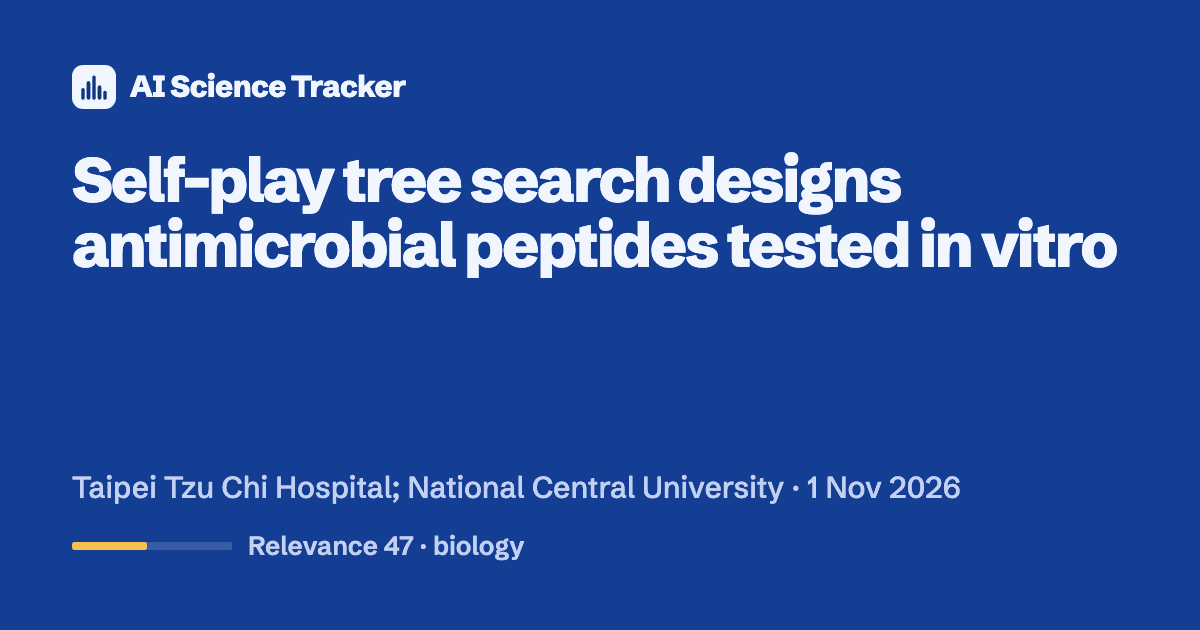 AI Science Tracker
Self-play tree search designs
antimicrobial peptides tested in vitro
Taipei Tzu Chi Hospital; National Central University · 1 Nov 2026
Relevance 47 · biology